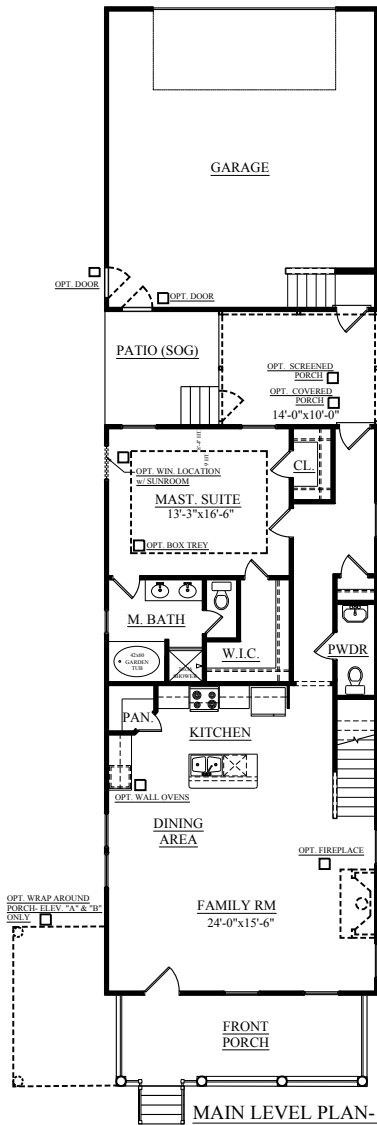 GARAGE
OPT. DOOR
OPT. DOOR
PATIO (SOG)
OPT. SCREENED
PORCH
OPT. COVERED
PORCH
14'-0"x10'-0"
OPT. WIN. LOCATION
w/ SUNROOM
CL.
MAST. SUITE
13'-3"x16'-6"
OPT. BOX TREY
M. BATH
42x60
GARDEN
TUB
SHOWER
W.I.C.
PWDR
PAN.
KITCHEN
OPT. WALL OVENS
DINING
AREA
OPT. FIREPLACE
OPT. WRAP AROUND
PORCH- ELEV. "A" & "B"
ONLY
FAMILY RM
24'-0"x15'-6"
FRONT
PORCH
MAIN LEVEL PLAN-